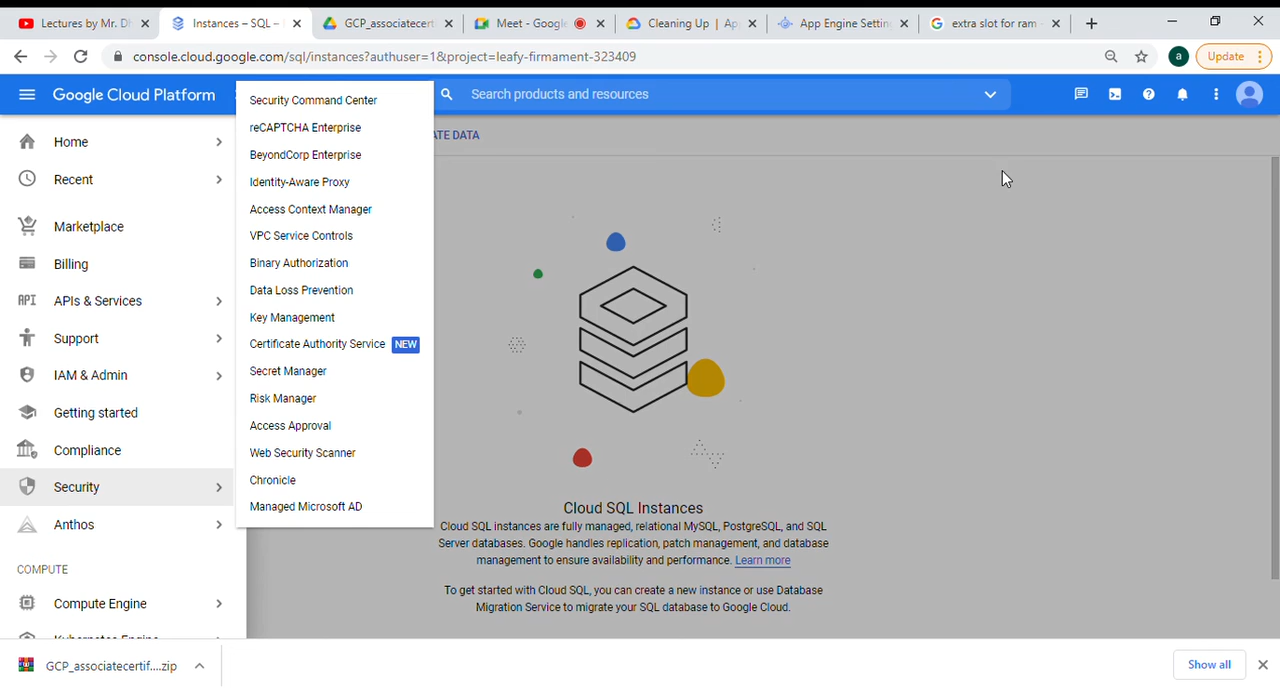 Lectures by Mr. Dh
Instances – SQL –
GCP_associatecerti
Meet - Google
Cleaning Up | Ap
App Engine Settin
extra slot for ram -
console.cloud.google.com/sql/instances?authuser=1&project=leafy-firmament-323409
a
Update
Google Cloud Platform
Search products and resources
ATE DATA
Home
Recent
Marketplace
Billing
API APIs & Services
Support
IAM & Admin
Getting started
Compliance
Security
Anthos
COMPUTE
Compute Engine
Kubernetes Engine
Security Command Center
reCAPTCHA Enterprise
BeyondCorp Enterprise
Identity-Aware Proxy
Access Context Manager
VPC Service Controls
Binary Authorization
Data Loss Prevention
Key Management
Certificate Authority Service NEW
Secret Manager
Risk Manager
Access Approval
Web Security Scanner
Chronicle
Managed Microsoft AD
Cloud SQL Instances
Cloud SQL instances are fully managed, relational MySQL, PostgreSQL, and SQL
Server databases. Google handles replication, patch management, and database
management to ensure availability and performance. Learn more
To get started with Cloud SQL, you can create a new instance or use Database
Migration Service to migrate your SQL database to Google Cloud.
GCP_associatecertif....zip
Show all